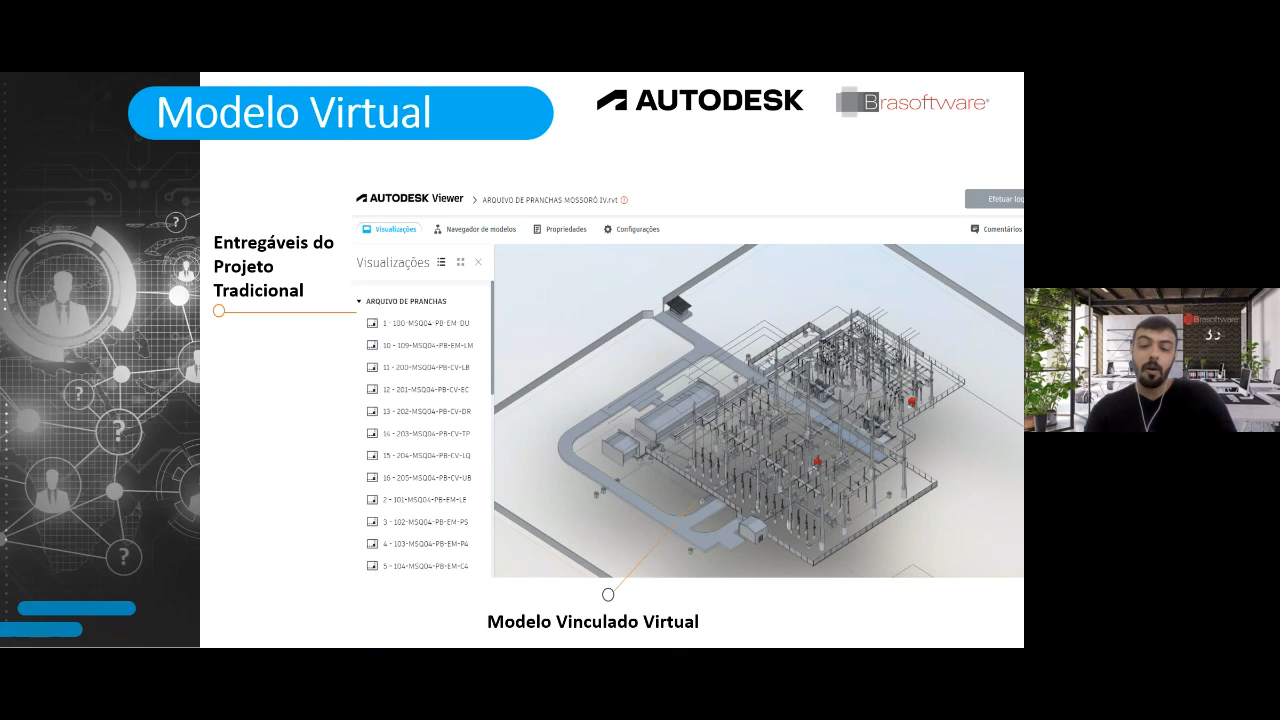 Modelo Virtual
AUTODESK
Brasoftware
AUTODESK Viewer
ARQUIVO DE PRANCHAS MOSSORÓ IV.rvt
Efetuar log
Visualizações
Navegador de modelos
Propriedades
Configurações
Comentários
Entregáveis do
Projeto
Tradicional
Visualizações
ARQUIVO DE PRANCHAS
1 - 100-MSQ04-PB-EM-DU
10 - 109-MSQ04-PB-EM-LM
11 - 200-MSQ04-PB-CV-LB
12 - 201-MSQ04-PB-CV-EC
13 - 202-MSQ04-PB-CV-DR
14 - 203-MSQ04-PB-CV-TP
15 - 204-MSQ04-PB-CV-LQ
16 - 205-MSQ04-PB-CV-UB
2 - 101-MSQ04-PB-EM-LE
3 - 102-MSQ04-PB-EM-PS
4 - 103-MSQ04-PB-EM-P4
5 - 104-MSQ04-PB-EM-C4
Modelo Vinculado Virtual
Brasoftware